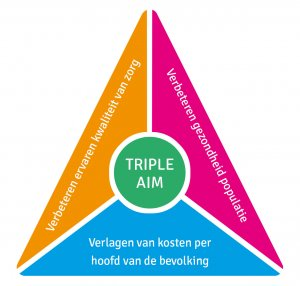 Verbeteren ervaren kwaliteit van zorg
Verbeteren gezondheid populatie
TRIPLE
AIM
Verlagen van kosten per
hoofd van de bevolking